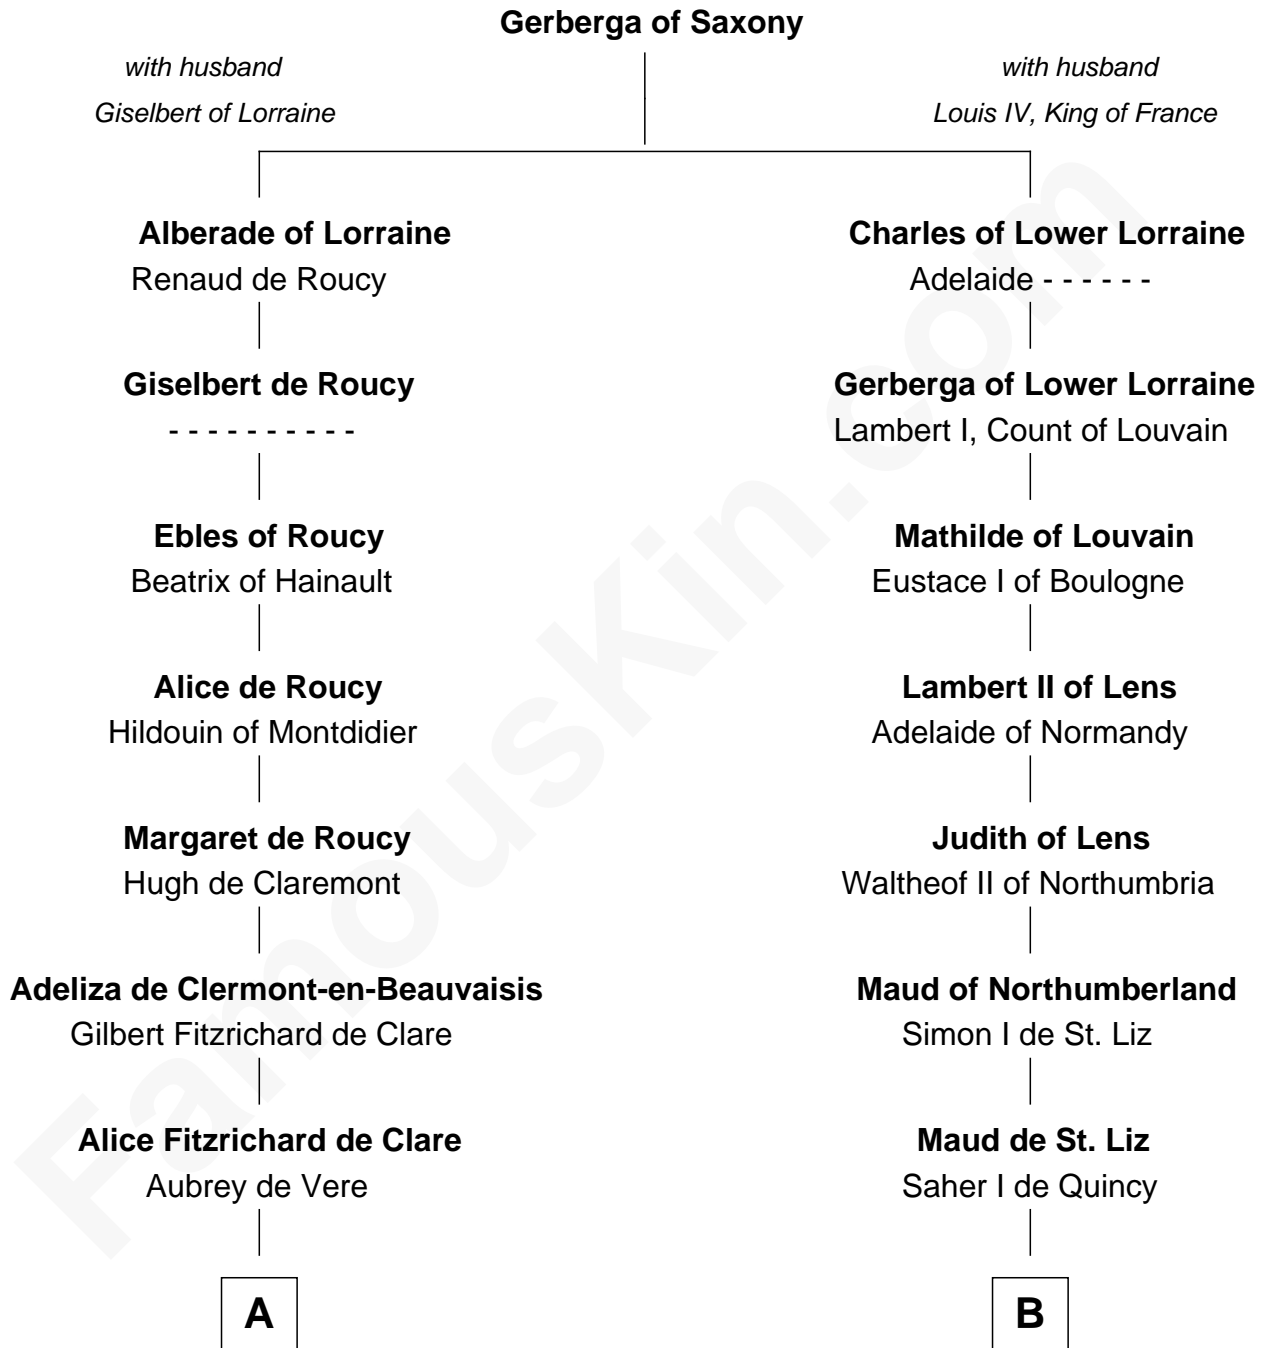 Gerberga of Saxony
with husband
Giselbert of Lorraine
with husband
Louis IV, King of France
Alberade of Lorraine
Renaud de Roucy
Charles of Lower Lorraine
Adelaide - - - - - -
Giselbert de Roucy
- - - - - - - - - -
Gerberga of Lower Lorraine
Lambert I, Count of Louvain
Ebles of Roucy
Beatrix of Hainault
Mathilde of Louvain
Eustace I of Boulogne
Alice de Roucy
Hildouin of Montdidier
Lambert II of Lens
Adelaide of Normandy
Margaret de Roucy
Hugh de Claremont
Judith of Lens
Waltheof II of Northumbria
Adeliza de Clermont-en-Beauvaisis
Gilbert Fitzrichard de Clare
Maud of Northumberland
Simon I de St. Liz
Alice Fitzrichard de Clare
Aubrey de Vere
Maud de St. Liz
Saher I de Quincy
A
B
FamousKin.com